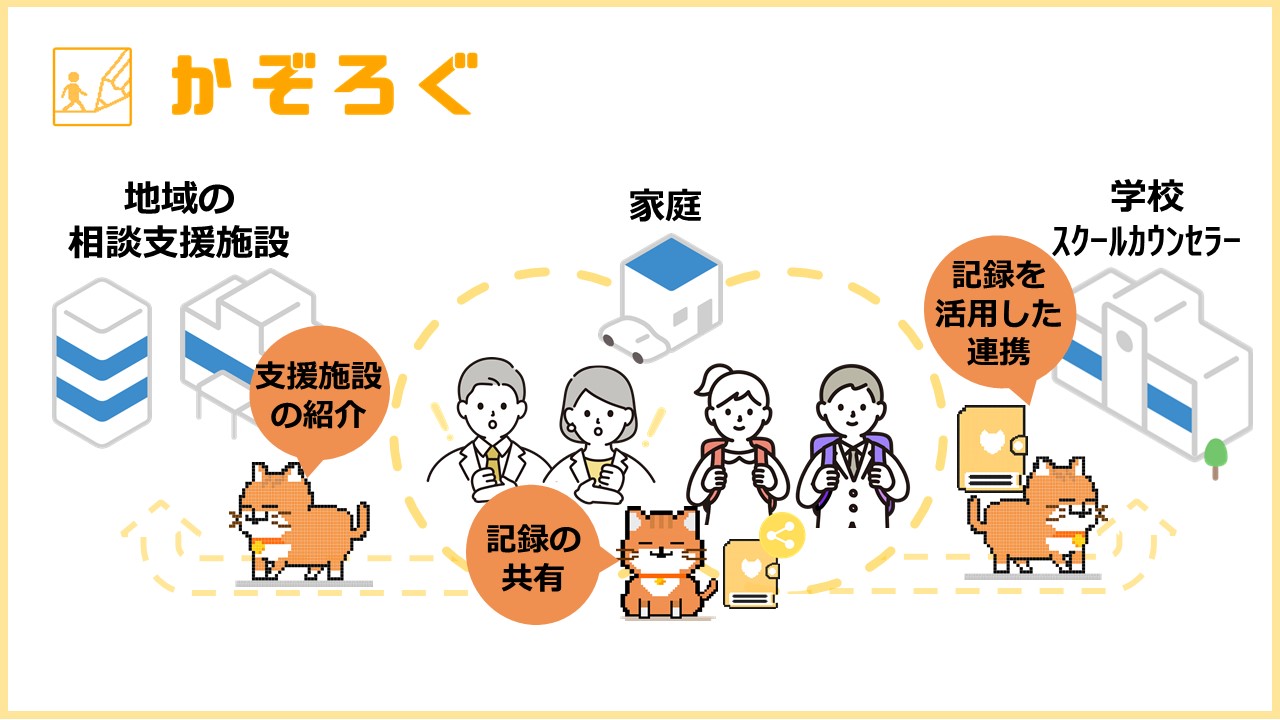 かぞろぐ
地域の
相談支援施設
家庭
学校
ｽｸｰﾙｶｳﾝｾﾗｰ
記録を
活用した
連携
支援施設
の紹介
記録の
共有